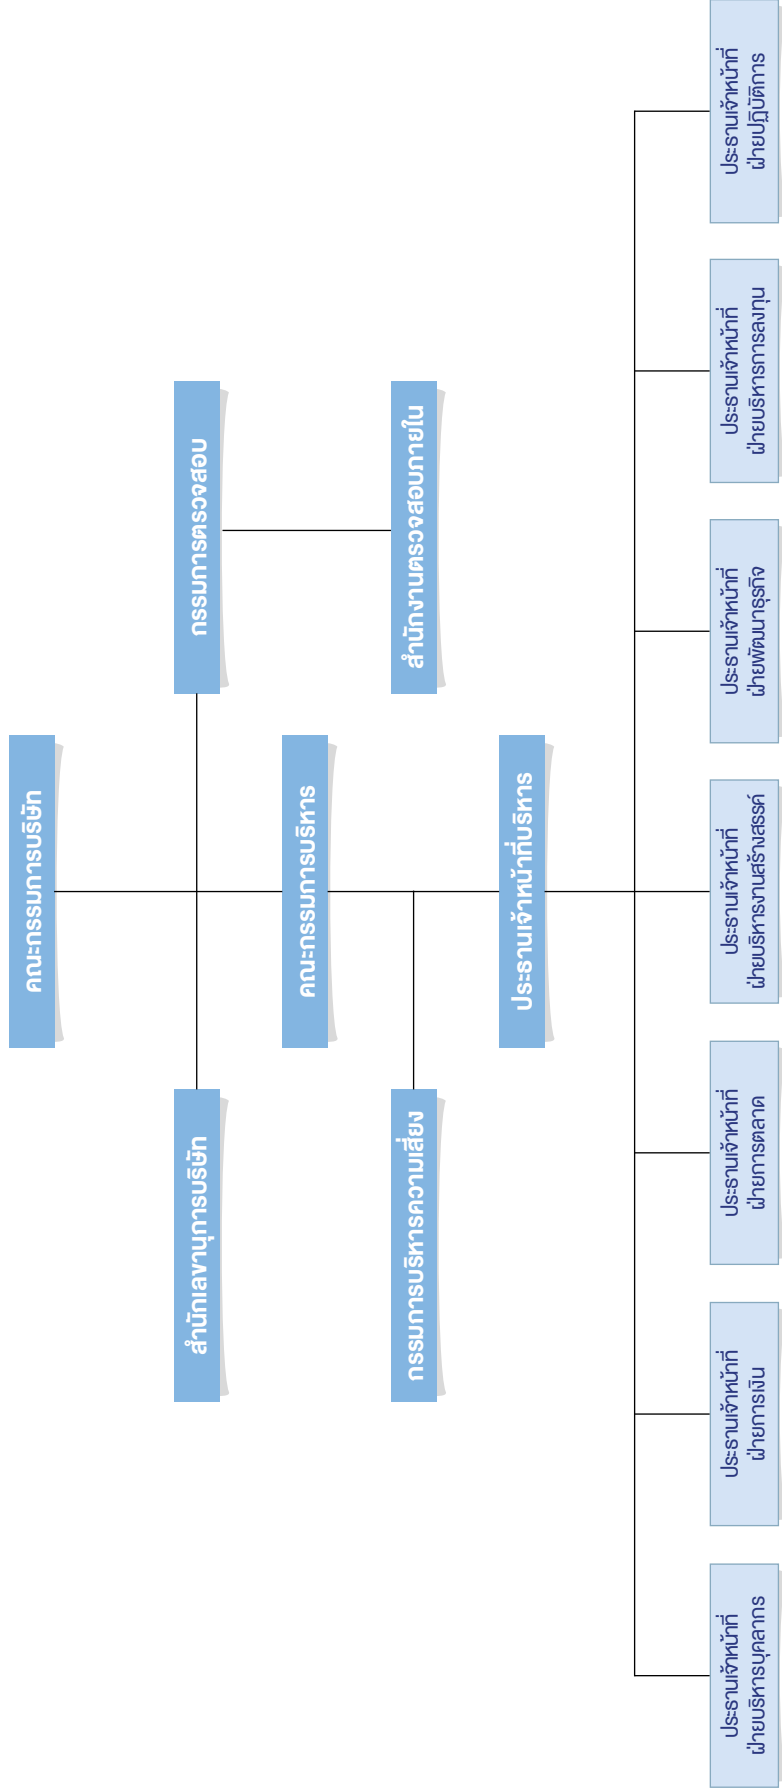 คณะกรรมการบริษัท
สำนักเลขานุการบริษัท
กรรมการตรวจสอบ
คณะกรรมการบริหาร
กรรมการบริหารความเสี่ยง
สำนักงานตรวจสอบภายใน
ประธานเจ้าหน้าที่บริหาร
ประธานเจ้าหน้าที่
ฝ่ายบริหารบุคลากร
ประธานเจ้าหน้าที่
ฝ่ายการเงิน
ประธานเจ้าหน้าที่
ฝ่ายการตลาด
ประธานเจ้าหน้าที่
ฝ่ายบริหารงานสร้างสรรค์
ประธานเจ้าหน้าที่
ฝ่ายพัฒนาธุรกิจ
ประธานเจ้าหน้าที่
ฝ่ายบริหารการลงทุน
ประธานเจ้าหน้าที่
ฝ่ายปฏิบัติการ